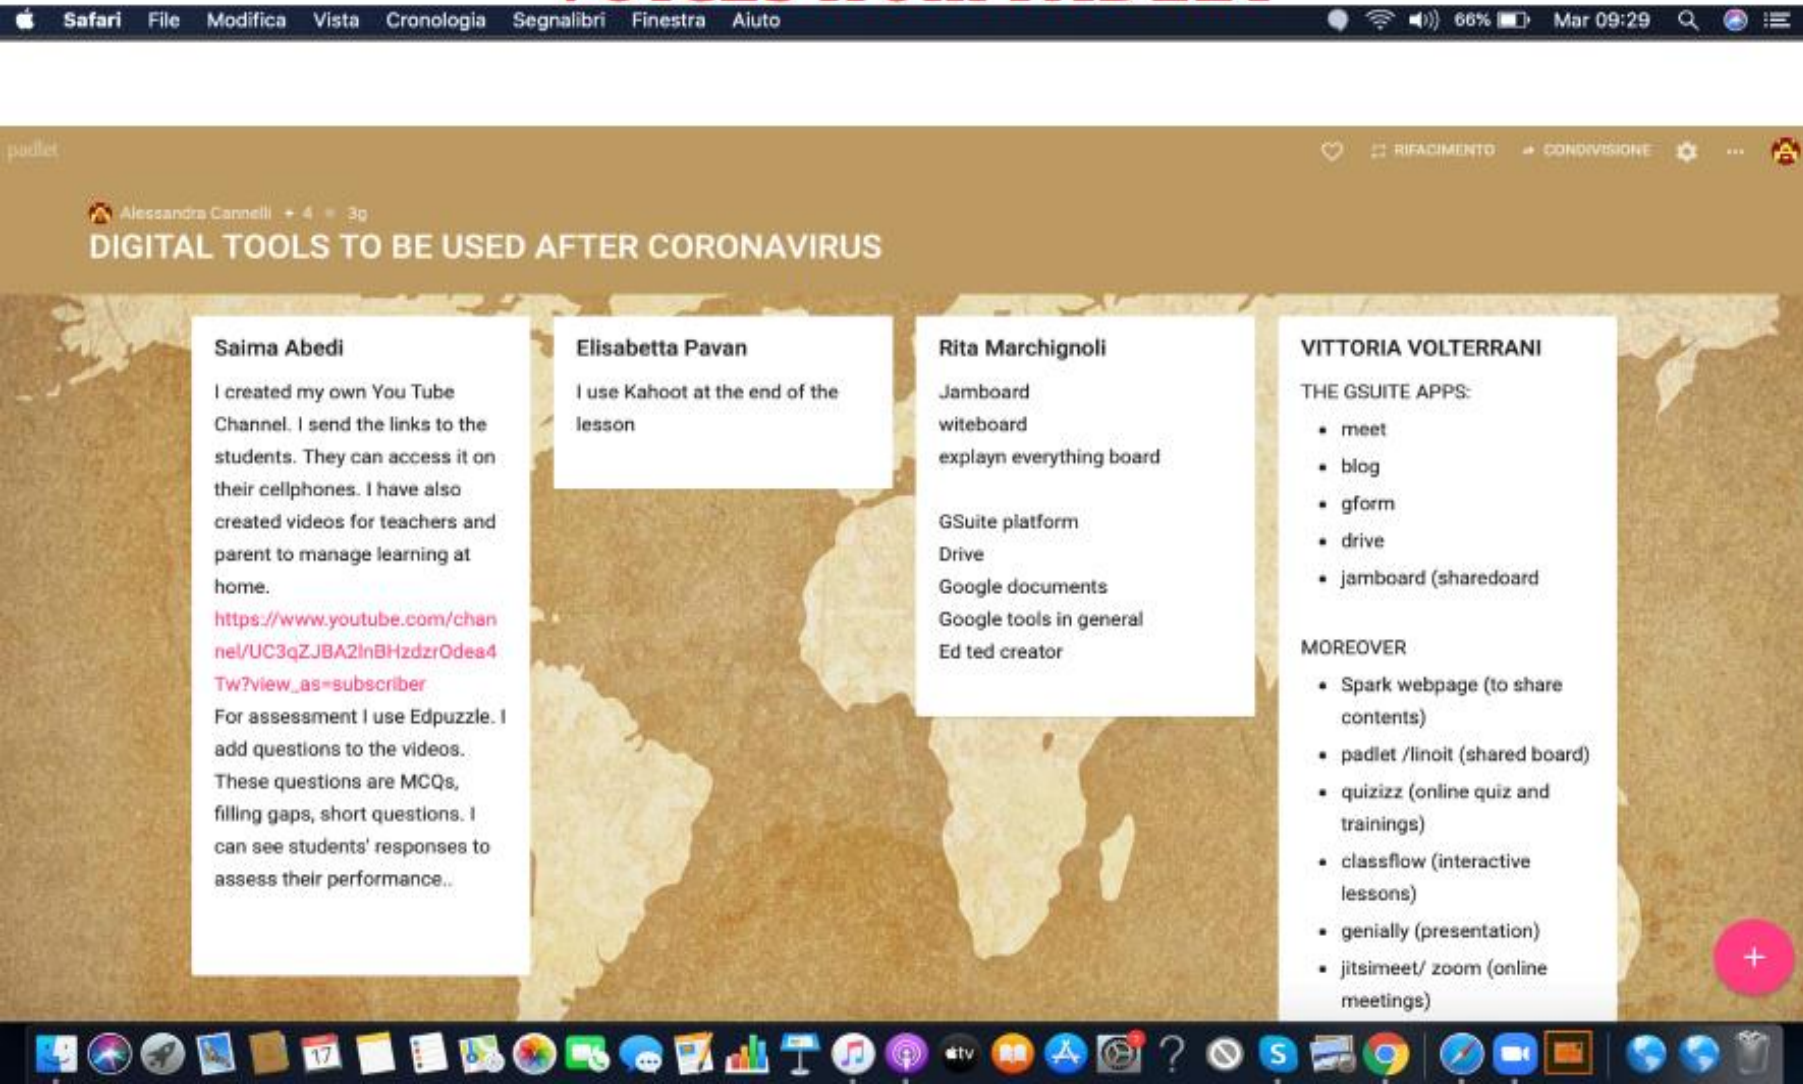 Safari File Modifica Vista Cronologia Segnalibri Finestra Aiuto 66% Mar 09:29
padlet
RIFACIMENTO CONDIVISIONE
Alessandra Cannelli + 4 3g
DIGITAL TOOLS TO BE USED AFTER CORONAVIRUS
Saima Abedi
I created my own You Tube
Channel. I send the links to the
students. They can access it on
their cellphones. I have also
created videos for teachers and
parent to manage learning at
home.
https://www.youtube.com/chan
nel/UC3qZJBA2lnBHzdzrOdea4
Tw?view_as=subscriber
For assessment I use Edpuzzle. I
add questions to the videos.
These questions are MCQs,
filling gaps, short questions. I
can see students' responses to
assess their performance..
Elisabetta Pavan
I use Kahoot at the end of the
lesson
Rita Marchignoli
Jamboard
witeboard
explayn everything board
GSuite platform
Drive
Google documents
Google tools in general
Ed ted creator
VITTORIA VOLTERRANI
THE GSUITE APPS:
• meet
• blog
• gform
• drive
• jamboard (sharedoard
MOREOVER
• Spark webpage (to share
contents)
• padlet /linoit (shared board)
• quizizz (online quiz and
trainings)
• classflow (interactive
lessons)
• genially (presentation)
• jitsimeet/ zoom (online
meetings)
17
tv